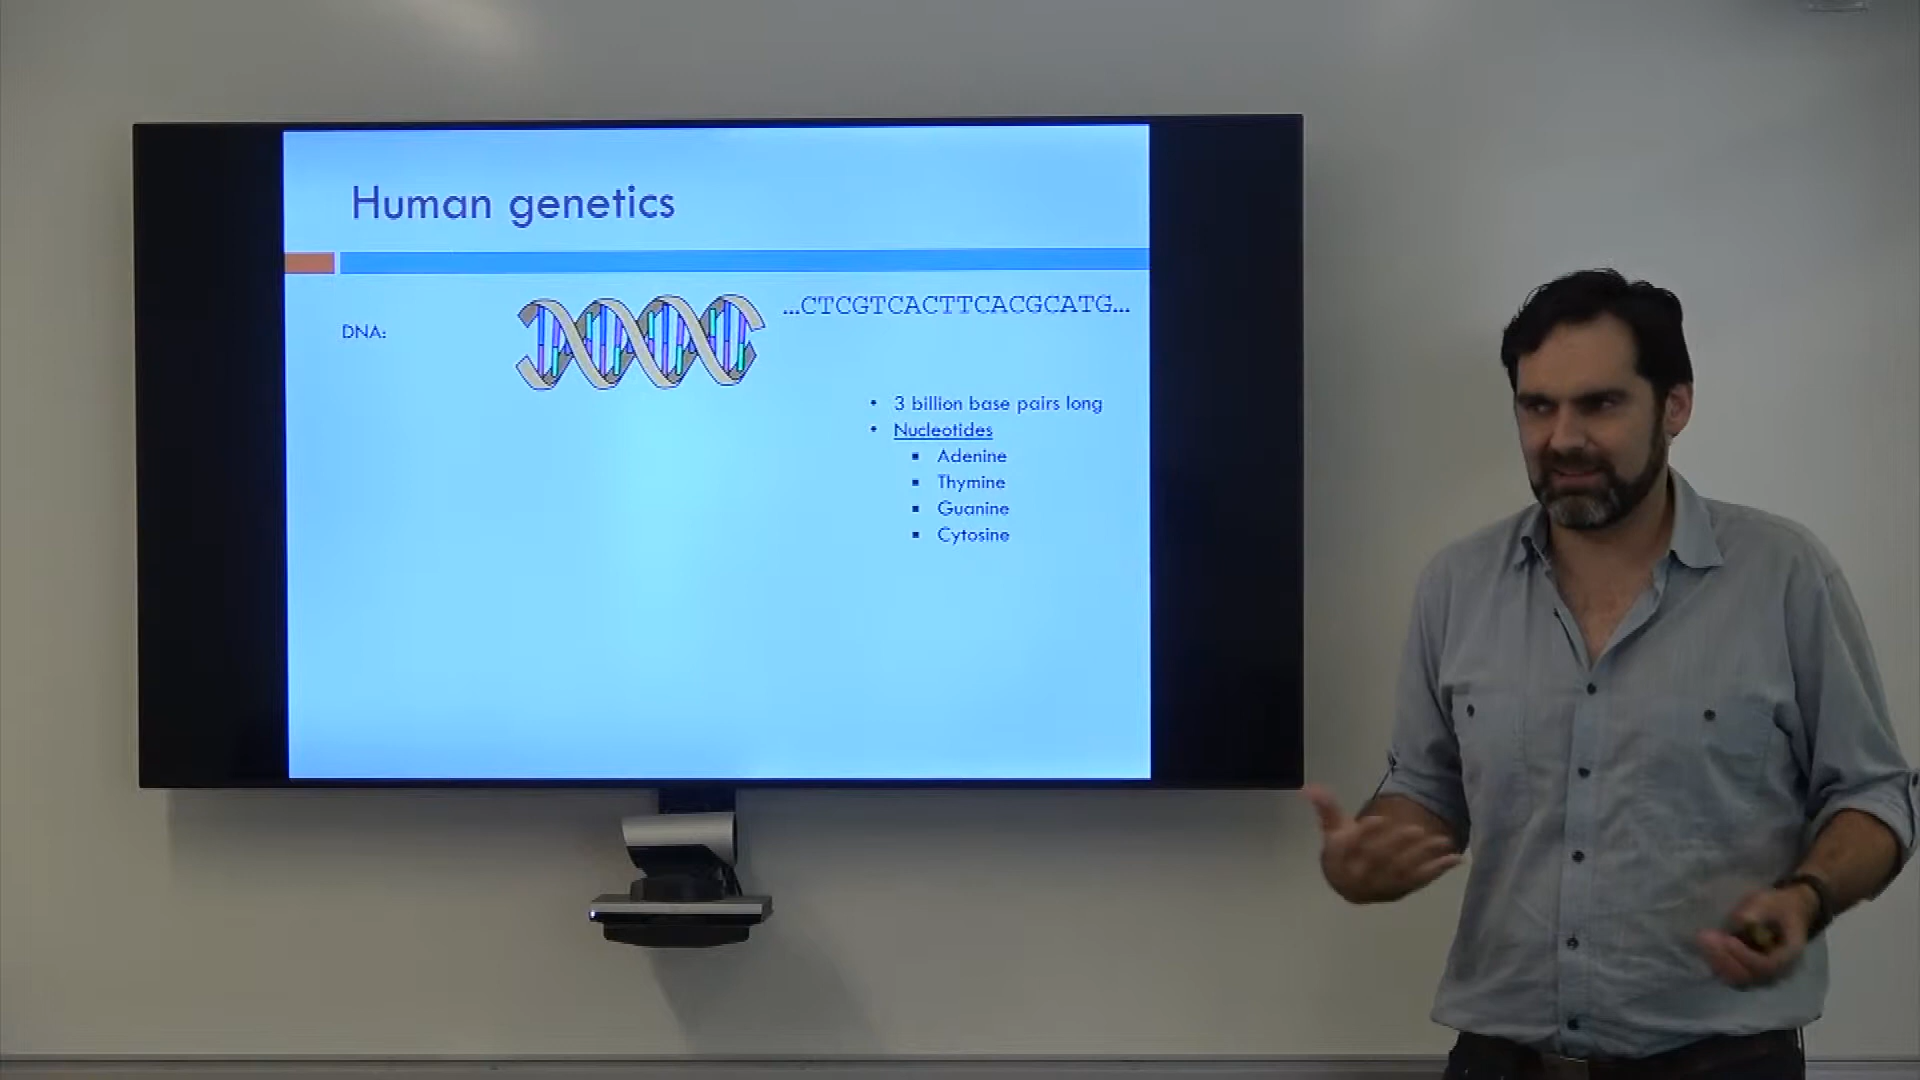 Human genetics
DNA:
...CTCGTCACTTCACGCATG...
• 3 billion base pairs long
• Nucleotides
▪ Adenine
▪ Thymine
▪ Guanine
▪ Cytosine